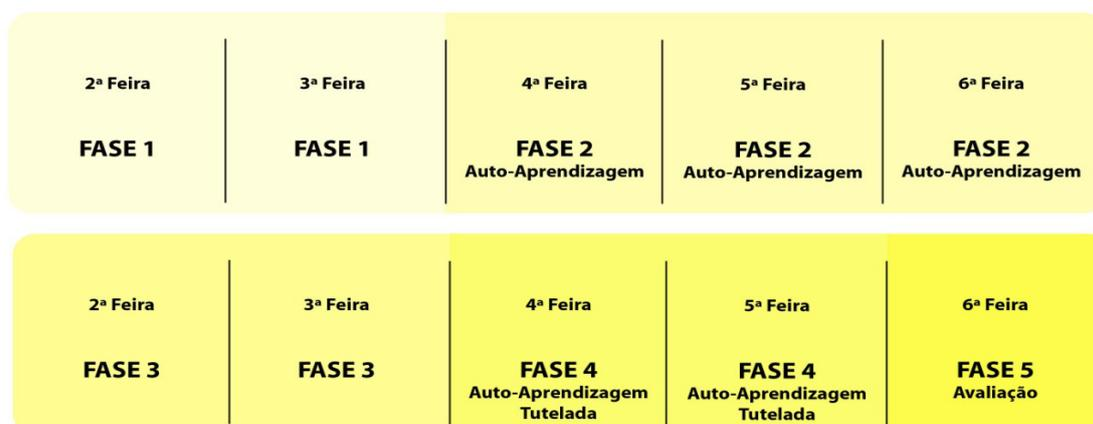 2ª Feira
FASE 1
3ª Feira
FASE 1
4ª Feira
FASE 2
Auto-Aprendizagem
5ª Feira
FASE 2
Auto-Aprendizagem
6ª Feira
FASE 2
Auto-Aprendizagem
2ª Feira
FASE 3
3ª Feira
FASE 3
4ª Feira
FASE 4
Auto-Aprendizagem
Tutelada
5ª Feira
FASE 4
Auto-Aprendizagem
Tutelada
6ª Feira
FASE 5
Avaliação